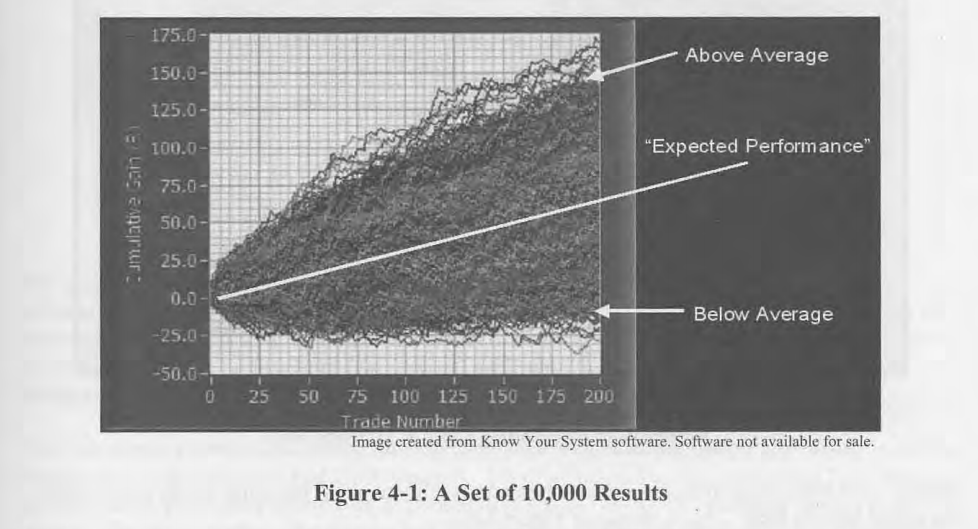 175.0
150.0
125.0
100.0
75.0
50.0
25.0
0.0
-25.0
-50.0
0 25 50 75 100 125 150 175 200
Trade Number
Cumulative Gain (R)
Above Average
“Expected Performance”
Below Average
Image created from Know Your System software. Software not available for sale.
Figure 4-1: A Set of 10,000 Results